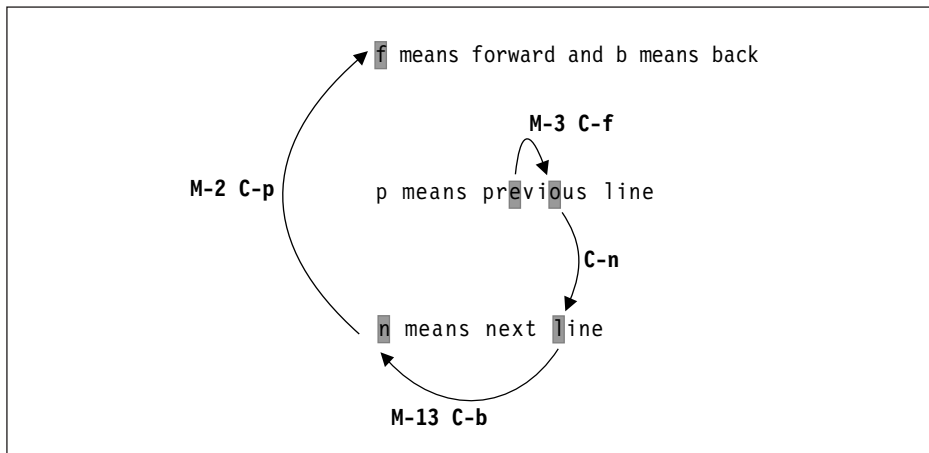 f means forward and b means back
M-3 C-f
M-2 C-p
p means previous line
C-n
n means next line
M-13 C-b